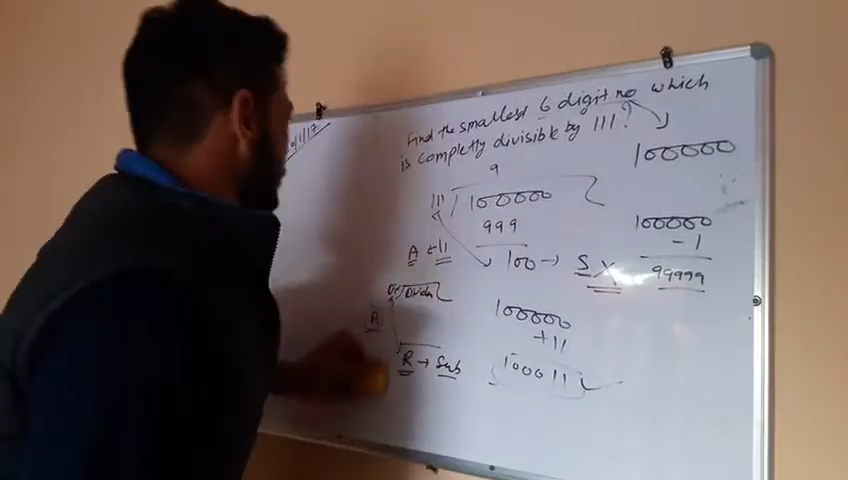 Find the smallest 6 digit no which
is completly divisible by 111?
100000
9
111 100000
999
A ← 11
100 → S X
100000
- 1
99999
Divide
A
R → Sub
100000
+ 11
100011